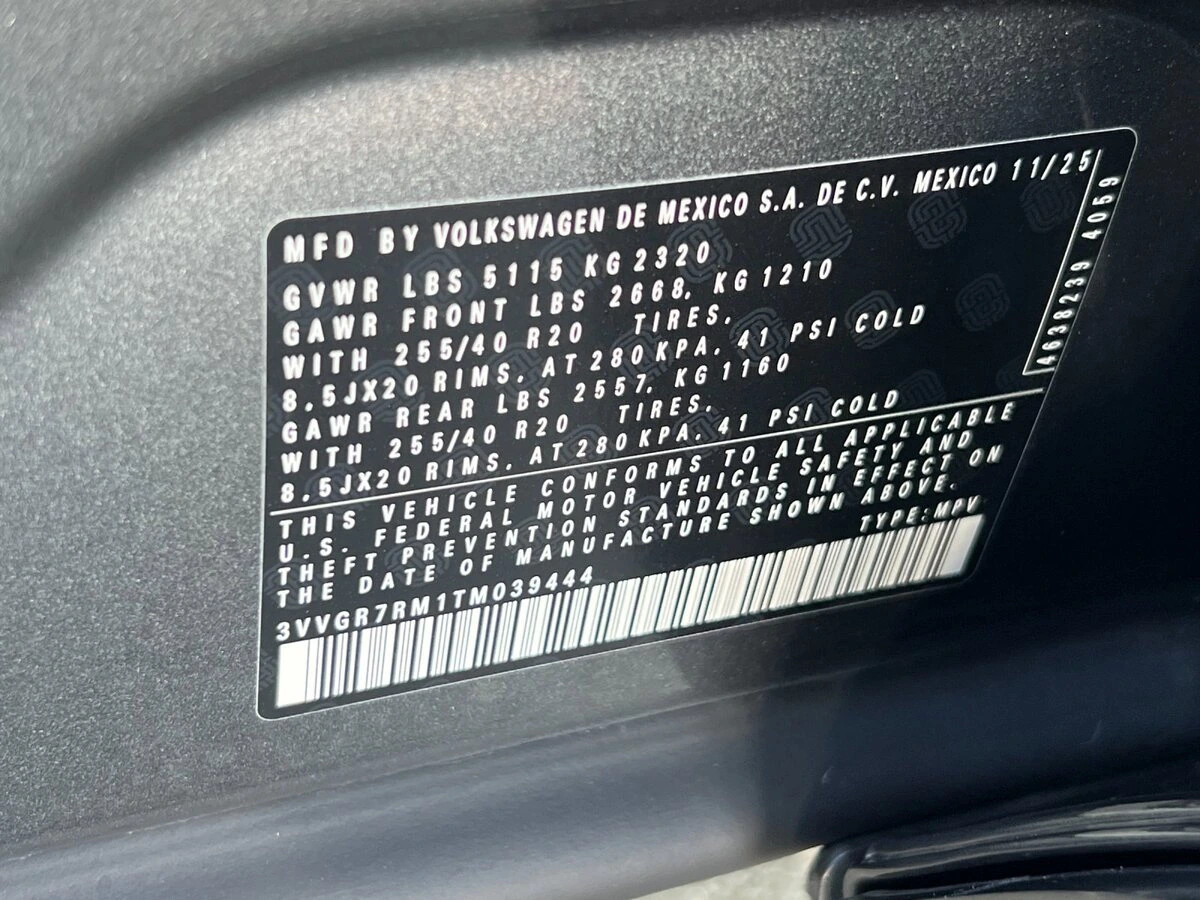 MFD BY VOLKSWAGEN DE MEXICO S.A. DE C.V. MEXICO 11/25
GVWR LBS 5115 KG 2320
GAWR FRONT LBS 2668, KG 1210
WITH 255/40 R20 TIRES,
8.5JX20 RIMS, AT 280 KPA, 41 PSI COLD
GAWR REAR LBS 2557, KG 1160
WITH 255/40 R20 TIRES,
8.5JX20 RIMS, AT 280 KPA, 41 PSI COLD
4638239 4059
THIS VEHICLE CONFORMS TO ALL APPLICABLE
U.S. FEDERAL MOTOR VEHICLE SAFETY AND
THEFT PREVENTION STANDARDS IN EFFECT ON
THE DATE OF MANUFACTURE SHOWN ABOVE.
TYPE: MPV
3VVGR7RM1TM039444